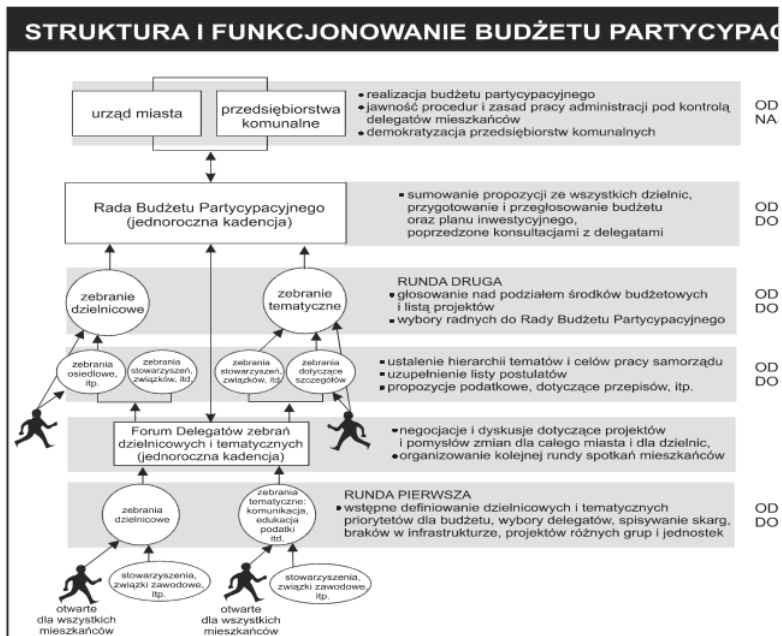 STRUKTURA I FUNKCJONOWANIE BUDŻETU PARTYCYPAC
urząd miasta
przedsiębiorstwa
komunalne
• realizacja budżetu partycypacyjnego
• jawność procedur i zasad pracy administracji pod kontrolą
delegatów mieszkańców
• demokratyzacja przedsiębiorstw komunalnych
OD
NA
Rada Budżetu Partycypacyjnego
(jednoroczna kadencja)
• sumowanie propozycji ze wszystkich dzielnic,
przygotowanie i przegłosowanie budżetu
oraz planu inwestycyjnego,
poprzedzone konsultacjami z delegatami
OD
DO
zebranie
dzielnicowe
zebranie
tematyczne
RUNDA DRUGA
• głosowanie nad podziałem środków budżetowych
i listą projektów
• wybory radnych do Rady Budżetu Partycypacyjnego
OD
DO
zebrania
osiedlowe,
itp.
zebrania
stowarzyszeń,
związków, itd.
zebrania
stowarzyszeń,
związków, itd
zebrania
dotyczące
szczegółów
• ustalenie hierarchii tematów i celów pracy samorządu
• uzupełnienie listy postulatów
• propozycje podatkowe, dotyczące przepisów, itp.
OD
DO
Forum Delegatów zebrań
dzielnicowych i tematycznych
(jednoroczna kadencja)
• negocjacje i dyskusje dotyczące projektów
i pomysłów zmian dla całego miasta i dla dzielnic,
• organizowanie kolejnej rundy spotkań mieszkańców
zebrania
dzielnicowe
zebrania
tematyczne:
komunikacja,
edukacja
podatki
itd.
RUNDA PIERWSZA
• wstępne definiowanie dzielnicowych i tematycznych
priorytetów dla budżetu, wybory delegatów, spisywanie skarg,
braków w infrastrukturze, projektów różnych grup i jednostek
OD
DO
stowarzyszenia,
związki zawodowe,
itp.
stowarzyszenia,
związki zawodowe,
itp.
otwarte
dla wszystkich
mieszkańców
otwarte
dla wszystkich
mieszkańców